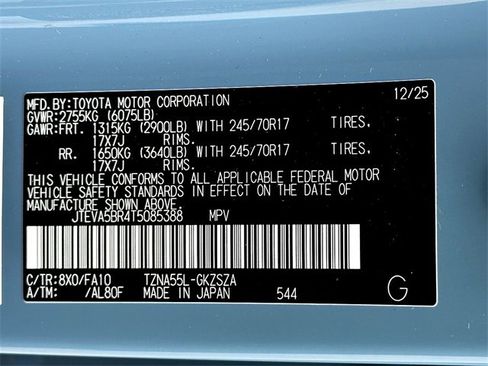 MFD. BY: TOYOTA MOTOR CORPORATION 12/25
GVWR: 2755KG (6075LB)
GAWR: FRT. 1315KG (2900LB) WITH 245/70R17 TIRES.
17X7J RIMS.
RR. 1650KG (3640LB) WITH 245/70R17 TIRES.
17X7J RIMS.
THIS VEHICLE CONFORMS TO ALL APPLICABLE FEDERAL MOTOR
VEHICLE SAFETY STANDARDS IN EFFECT ON THE DATE OF
MANUFACTURE SHOWN ABOVE.
JTEVA5BR4T5085388 MPV
C/TR: 8X0/FA10 TZNA55L-GKZSZA
A/TM: /AL80F MADE IN JAPAN 544 G